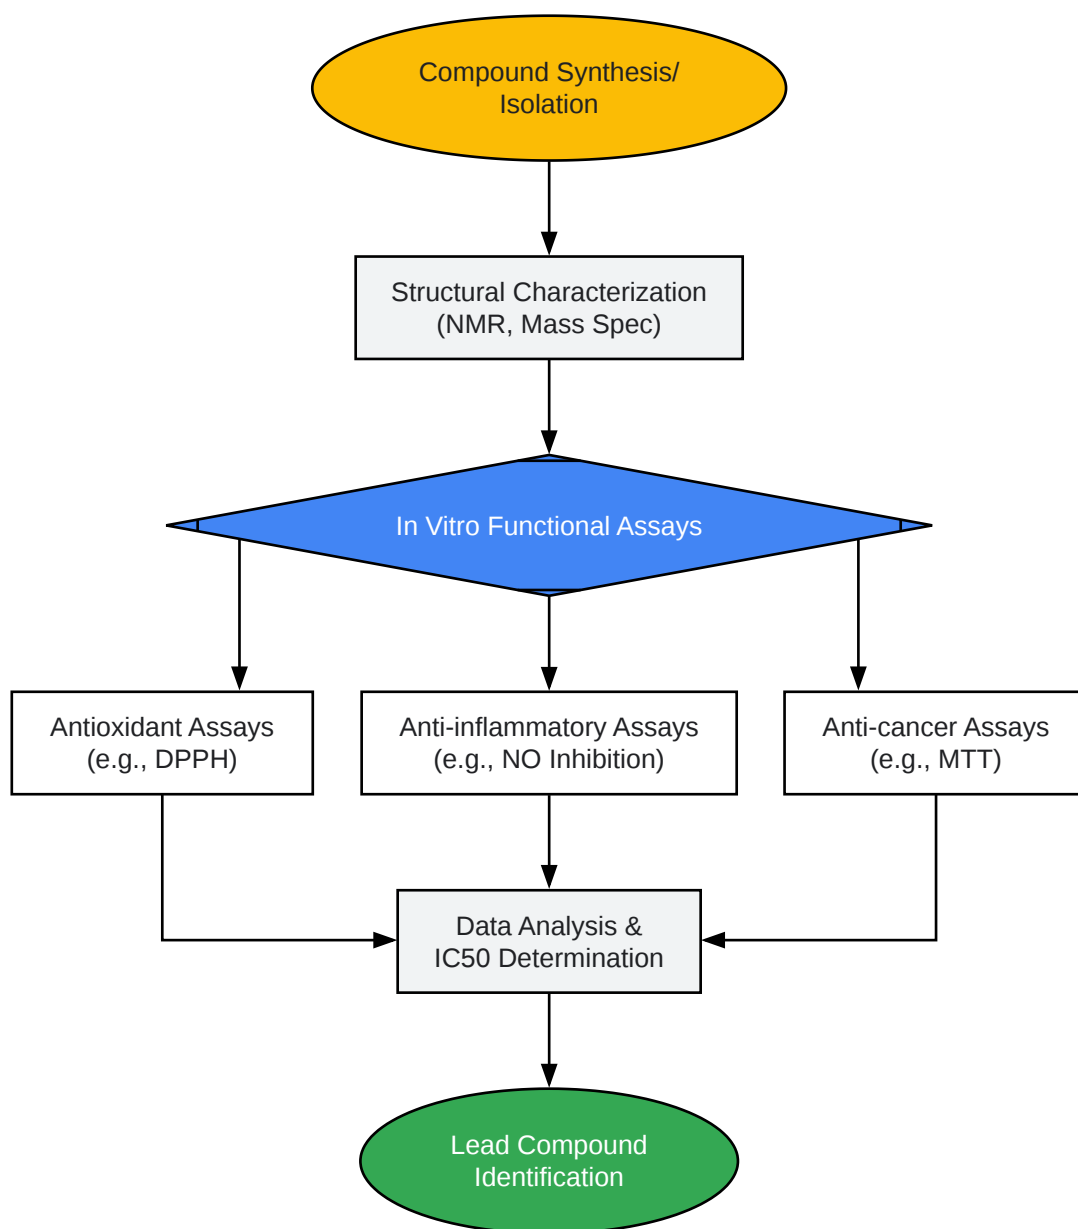 Compound Synthesis/
Isolation
Structural Characterization
(NMR, Mass Spec)
In Vitro Functional Assays
Antioxidant Assays
(e.g., DPPH)
Anti-inflammatory Assays
(e.g., NO Inhibition)
Anti-cancer Assays
(e.g., MTT)
Data Analysis &
IC50 Determination
Lead Compound
Identification